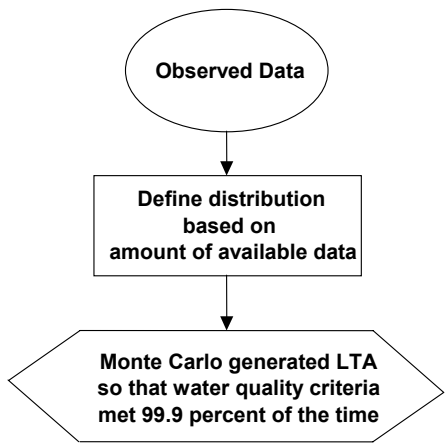 Observed Data
Define distribution
based on
amount of available data
Monte Carlo generated LTA
so that water quality criteria
met 99.9 percent of the time